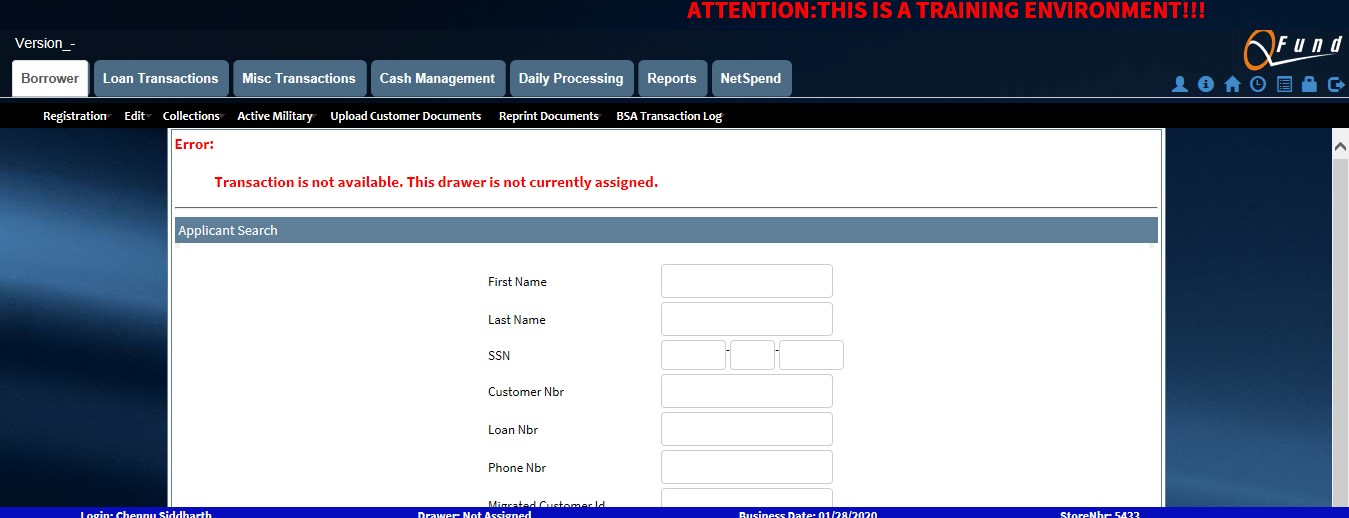 ATTENTION:THIS IS A TRAINING ENVIRONMENT!!!
Version_-
QFund
Borrower Loan Transactions Misc Transactions Cash Management Daily Processing Reports NetSpend
Registration Edit Collections Active Military Upload Customer Documents Reprint Documents BSA Transaction Log
Error:
Transaction is not available. This drawer is not currently assigned.
Applicant Search
First Name
Last Name
SSN - -
Customer Nbr
Loan Nbr
Phone Nbr
Migrated Customer Id
Login: Chennu Siddharth Drawer: Not Assigned Business Date: 01/28/2020 StoreNbr: 5433